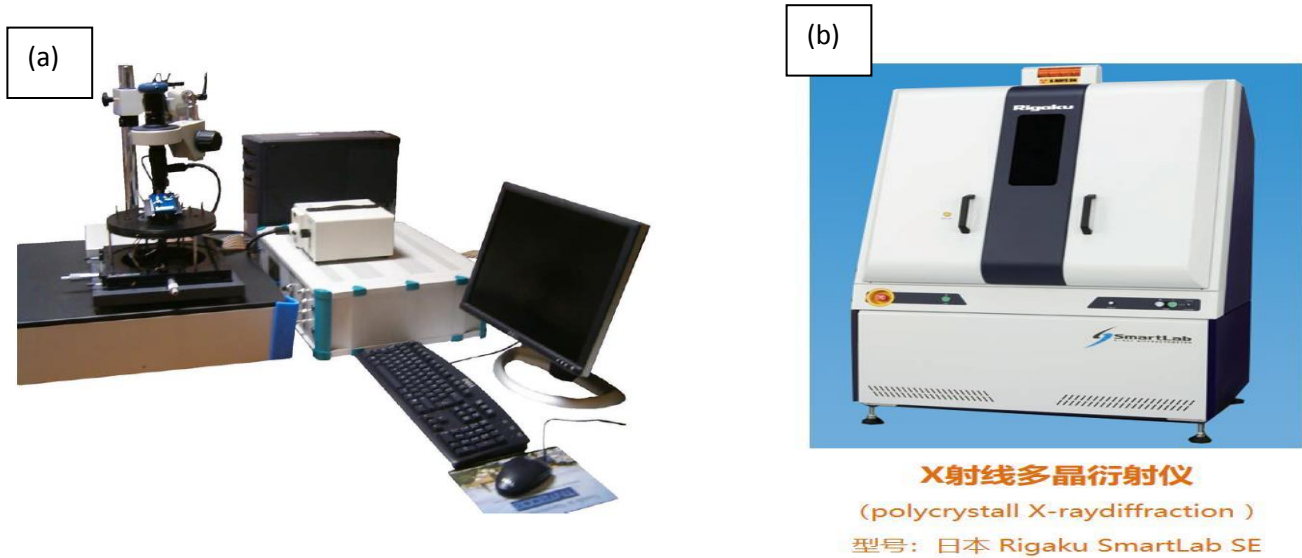 (a)
(b)
Rigaku
SmartLab
X射线多晶衍射仪
(polycrystall X-raydiffraction )
型号：日本 Rigaku SmartLab SE